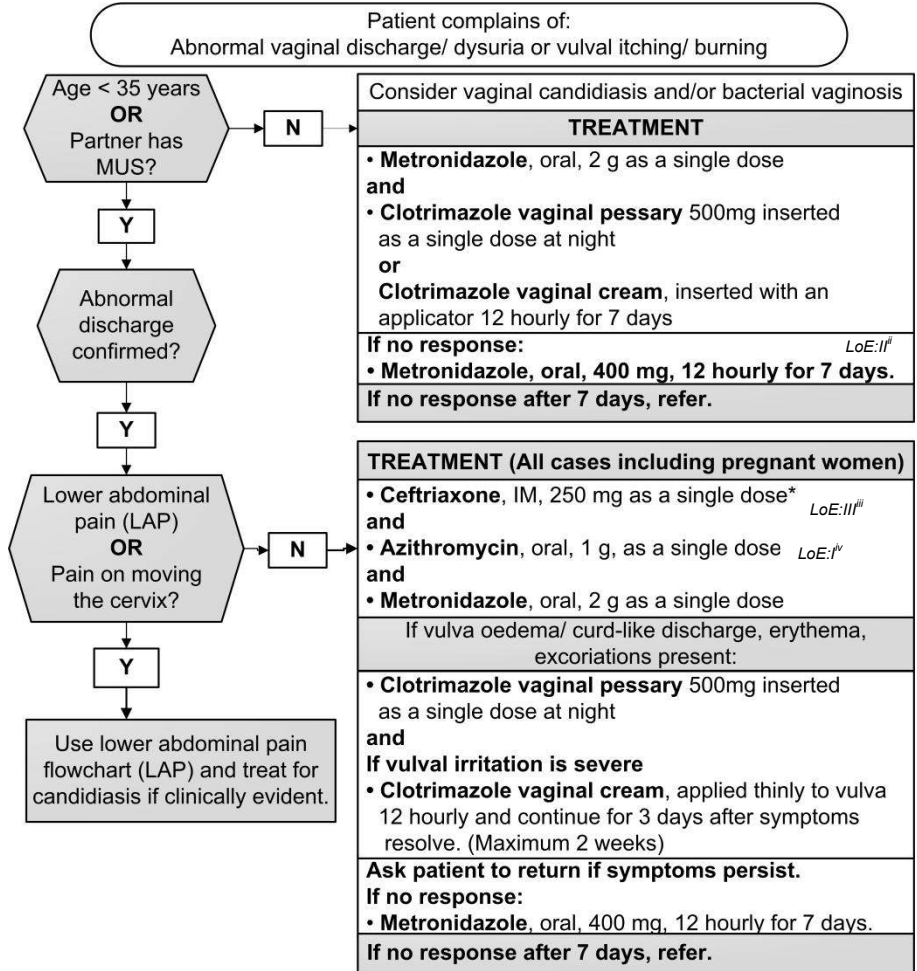 Patient complains of:
Abnormal vaginal discharge/ dysuria or vulval itching/ burning
Age < 35 years
OR
Partner has
MUS?
N
Consider vaginal candidiasis and/or bacterial vaginosis
TREATMENT
• Metronidazole, oral, 2 g as a single dose
and
• Clotrimazole vaginal pessary 500mg inserted
as a single dose at night
or
Clotrimazole vaginal cream, inserted with an
applicator 12 hourly for 7 days
If no response: LoE:IIii
• Metronidazole, oral, 400 mg, 12 hourly for 7 days.
If no response after 7 days, refer.
Y
Abnormal
discharge
confirmed?
Y
Lower abdominal
pain (LAP)
OR
Pain on moving
the cervix?
N
TREATMENT (All cases including pregnant women)
• Ceftriaxone, IM, 250 mg as a single dose* LoE:IIIiii
and
• Azithromycin, oral, 1 g, as a single dose LoE:Iiv
and
• Metronidazole, oral, 2 g as a single dose
If vulva oedema/ curd-like discharge, erythema,
excoriations present:
• Clotrimazole vaginal pessary 500mg inserted
as a single dose at night
and
If vulval irritation is severe
• Clotrimazole vaginal cream, applied thinly to vulva
12 hourly and continue for 3 days after symptoms
resolve. (Maximum 2 weeks)
Ask patient to return if symptoms persist.
If no response:
• Metronidazole, oral, 400 mg, 12 hourly for 7 days.
If no response after 7 days, refer.
Y
Use lower abdominal pain
flowchart (LAP) and treat for
candidiasis if clinically evident.